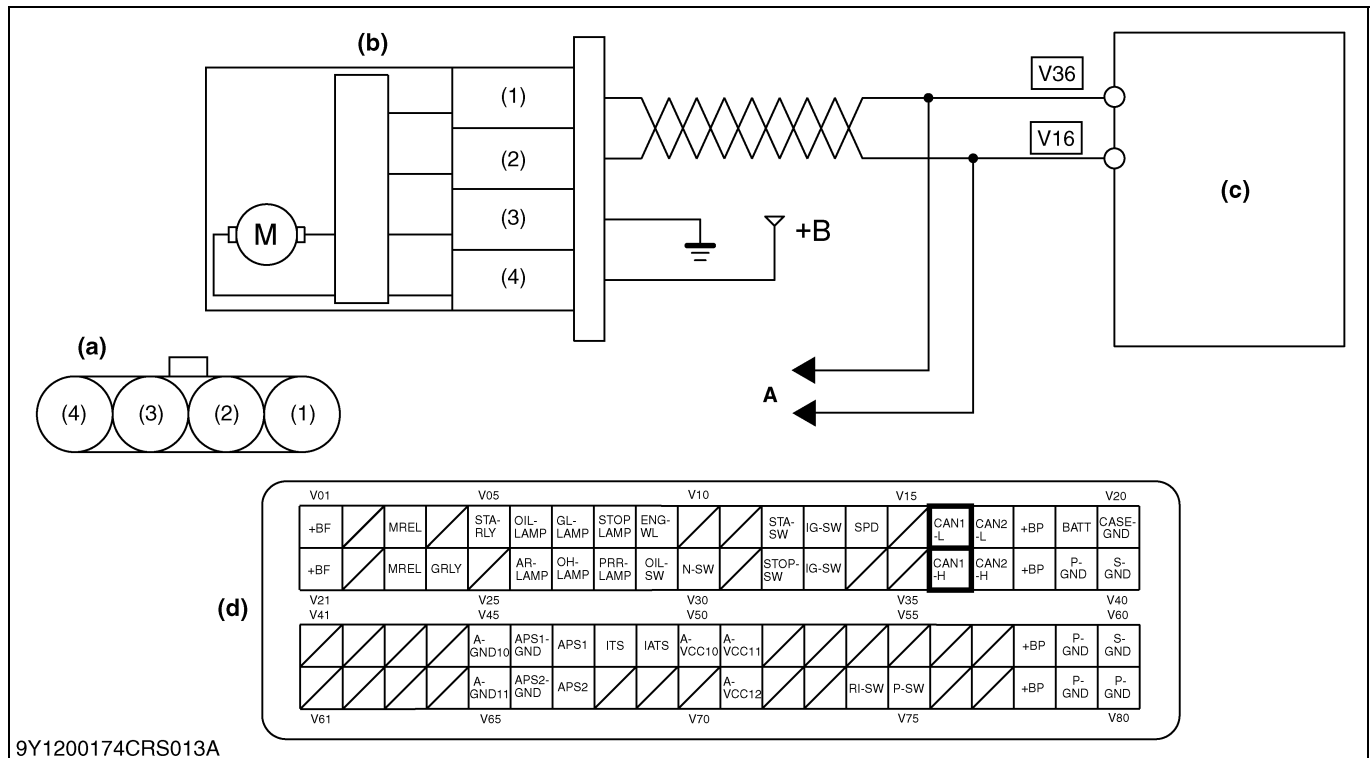 (b)
(1)
(2)
(3)
(4)
M
+B
V36
V16
(c)
A
(a)
(4) (3) (2) (1)
(d)
V01 V05 V10 V15 V20
+BF MREL STA-RLY OIL-LAMP GL-LAMP STOP LAMP ENG-WL STA-SW IG-SW SPD CAN1-L CAN2-L +BP BATT CASE-GND
+BF MREL GRLY AR-LAMP OH-LAMP PRR-LAMP OIL-SW N-SW STOP-SW IG-SW CAN1-H CAN2-H +BP P-GND S-GND
V21 V25 V30 V35 V40
V41 V45 V50 V55 V60
A-GND10 APS1-GND APS1 ITS IATS A-VCC10 A-VCC11 +BP P-GND S-GND
A-GND11 APS2-GND APS2 A-VCC12 RI-SW P-SW +BP P-GND P-GND
V61 V65 V70 V75 V80
9Y1200174CRS013A